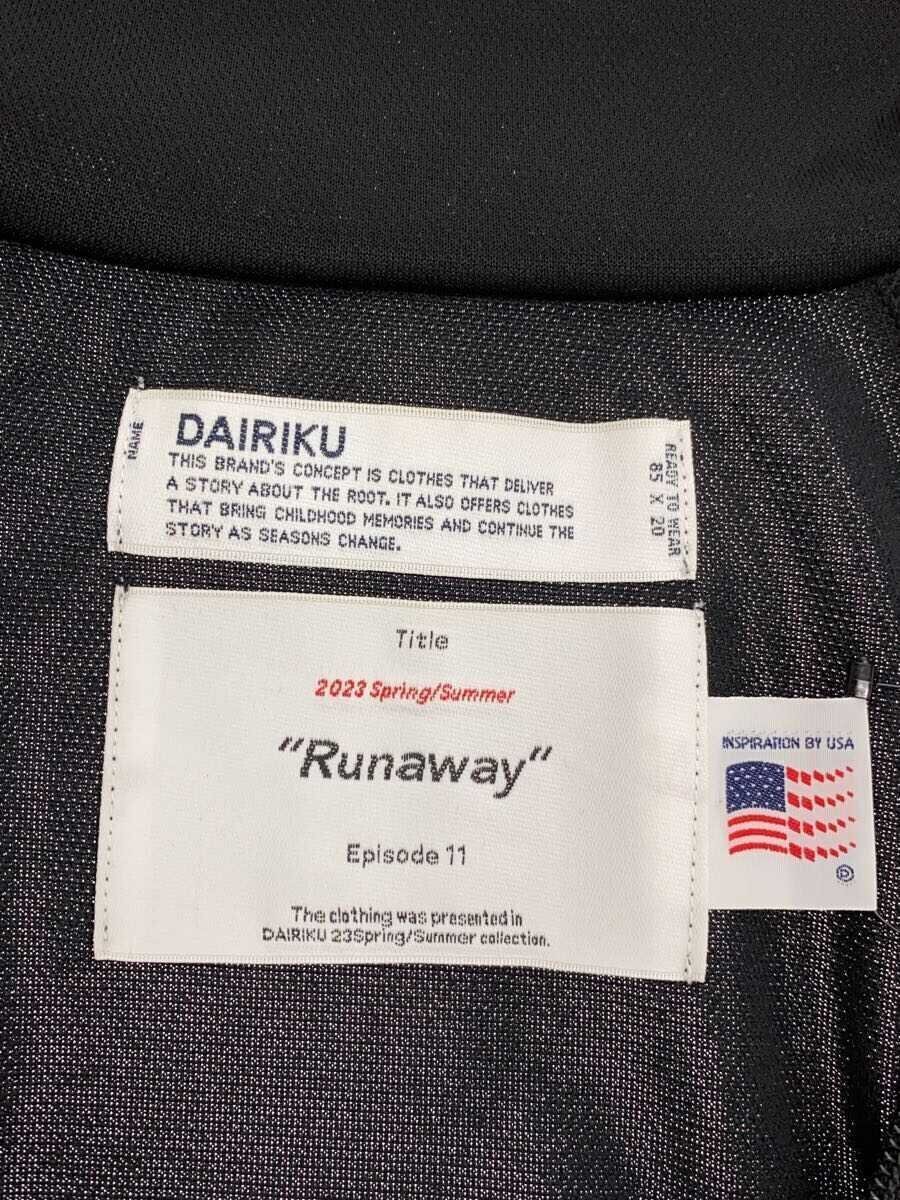 NAME
DAIRIKU
THIS BRAND'S CONCEPT IS CLOTHES THAT DELIVER
A STORY ABOUT THE ROOT. IT ALSO OFFERS CLOTHES
THAT BRING CHILDHOOD MEMORIES AND CONTINUE THE
STORY AS SEASONS CHANGE.
READY TO WEAR
85 X 20
Title
2023 Spring/Summer
"Runaway"
Episode 11
The clothing was presented in
DAIRIKU 23Spring/Summer collection.
INSPIRATION BY USA
Ⓟ